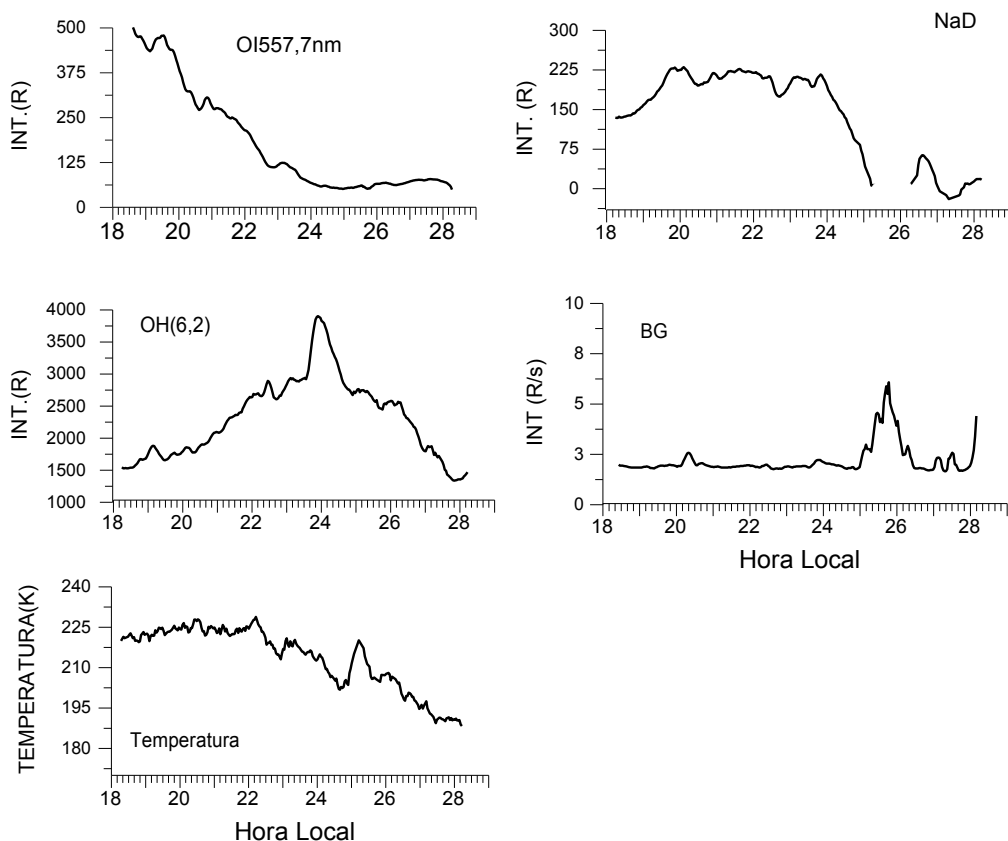 OI557,7nm
INT.(R)
500
375
250
125
0
18 20 22 24 26 28
NaD
INT. (R)
300
225
150
75
0
18 20 22 24 26 28
OH(6,2)
INT.(R)
4000
3500
3000
2500
2000
1500
1000
18 20 22 24 26 28
BG
INT (R/s)
10
8
5
3
0
18 20 22 24 26 28
Hora Local
TEMPERATURA(K)
240
225
210
195
180
Temperatura
18 20 22 24 26 28
Hora Local